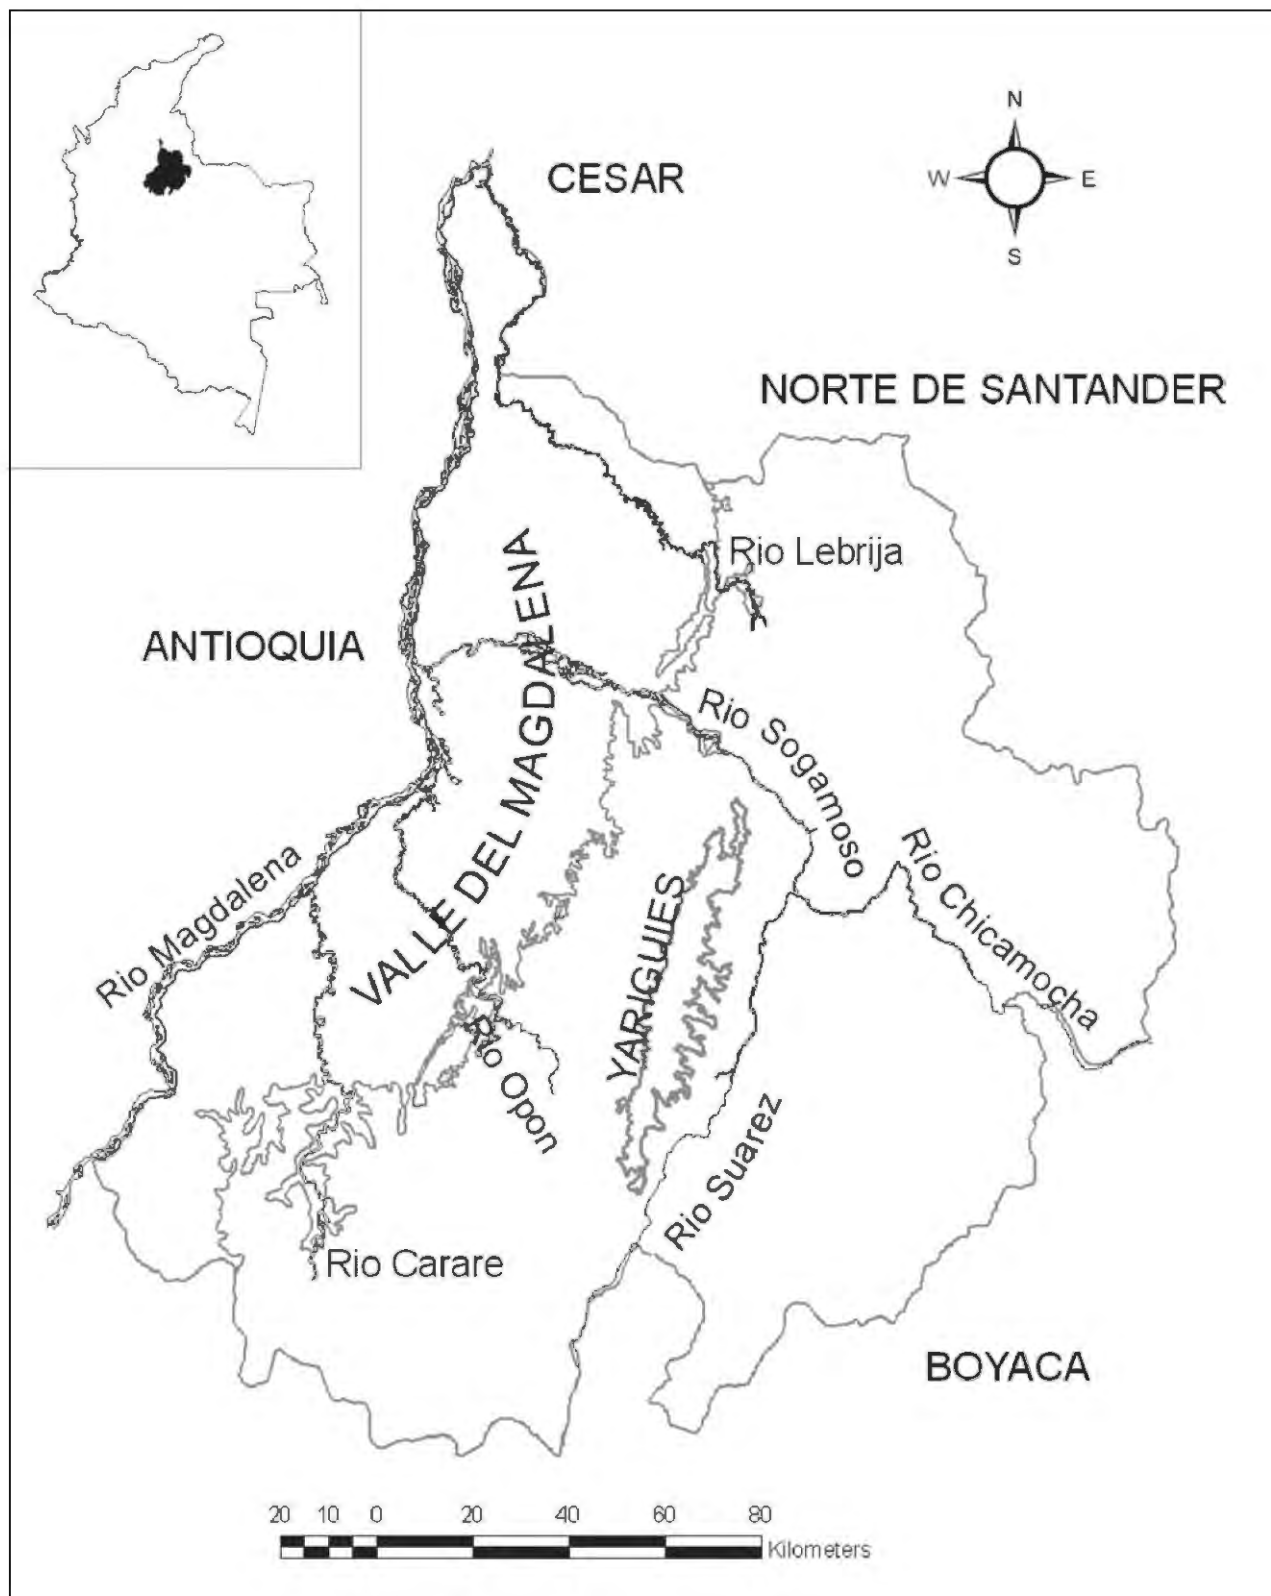 N
CESAR
W
E
S
NORTE DE SANTANDER
Rio Lebrija
ANTIOQUIA
VALLE DEL MAGDALENA
Rio Sogamoso
Rio Magdalena
Rio Chicamocha
YARIGUIES
Rio Opon
Rio Suarez
Rio Carare
BOYACA
20 10 0 20 40 60 80
Kilometers